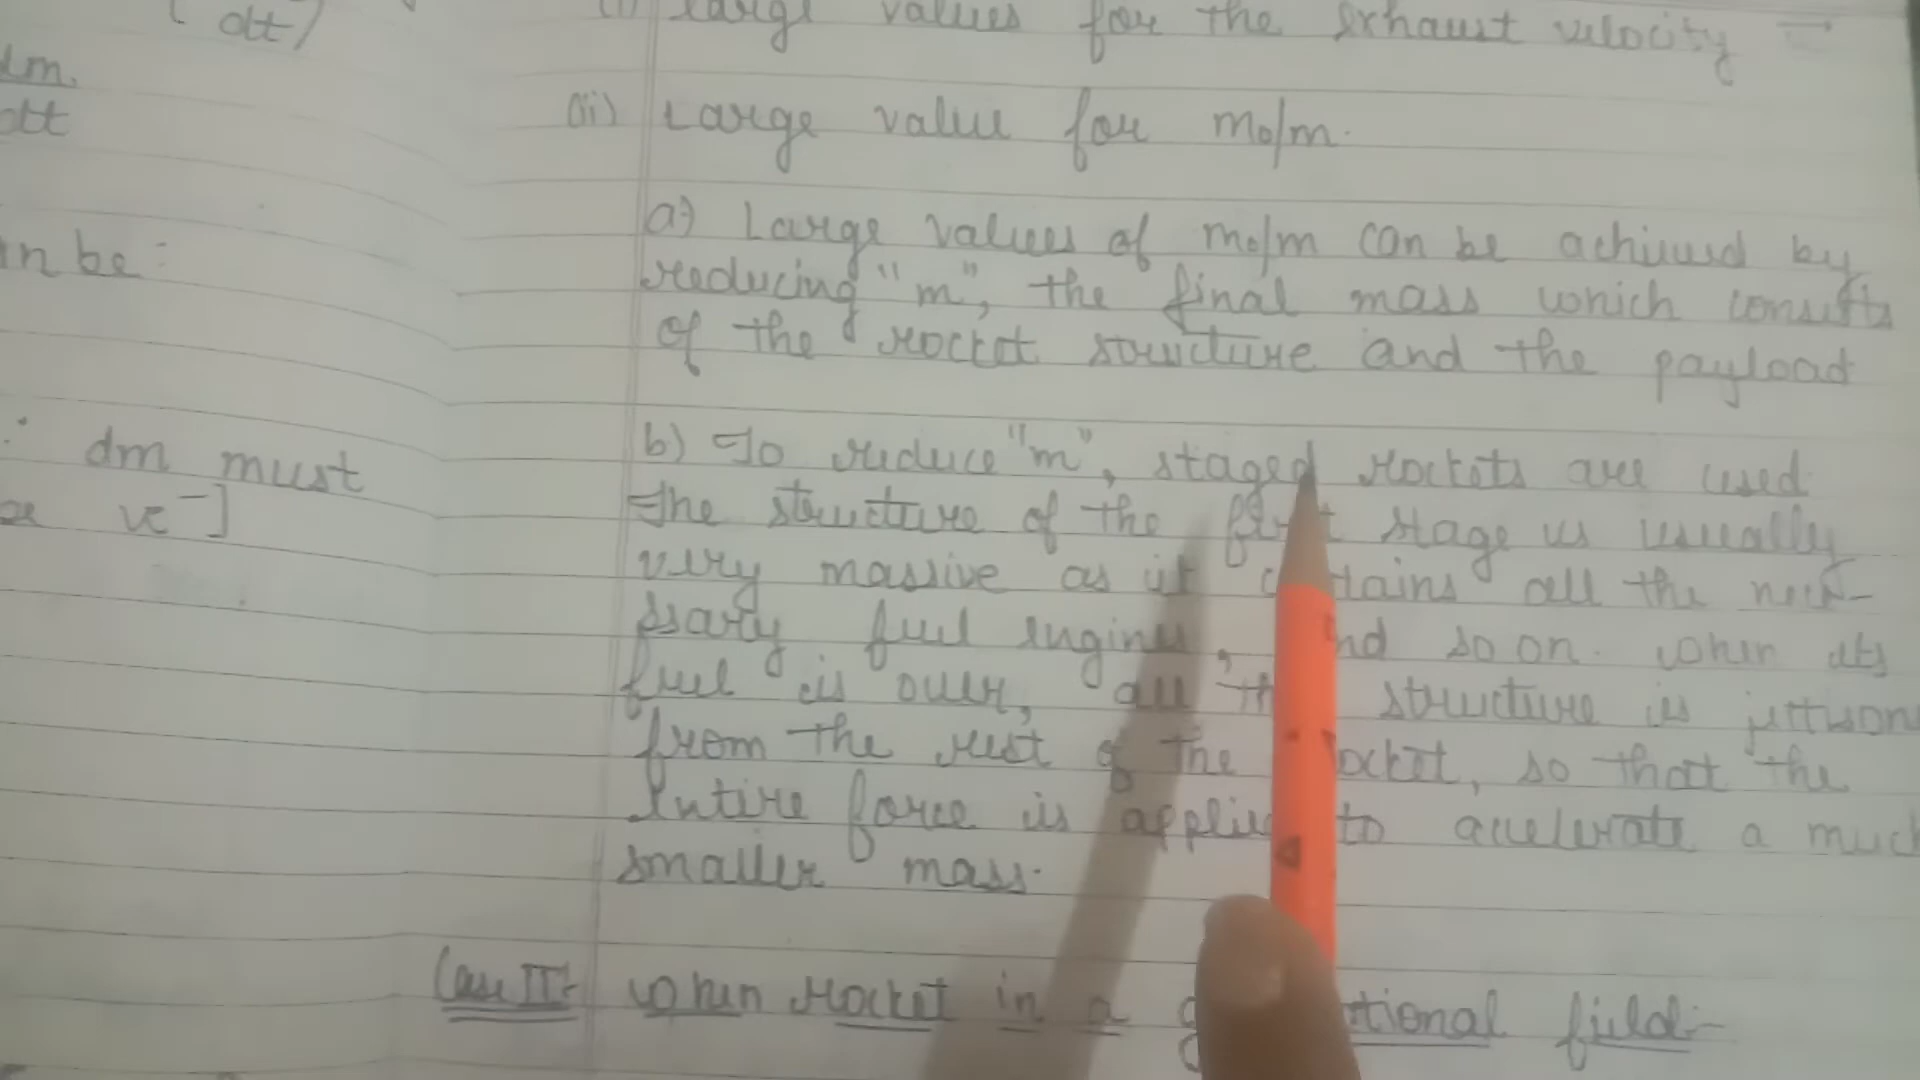 dt
dm
dt
in be:
∴ dm must
ve⁻]
(i) Large values for the exhaust velocity
(ii) Large value for m₀/m.
a) Large values of m₀/m can be achieved by
reducing "m", the final mass which consists
of the rocket structure and the payload
b) To reduce "m", staged rockets are used
The structure of the first stage is usually
very massive as it contains all the nece-
ssary fuel engines, and so on. When its
fuel is over, all the structure is jettison
from the rest of the rocket, so that the
entire force is applied to accelerate a much
smaller mass.
Case II:- When rocket in a gravitational field:-